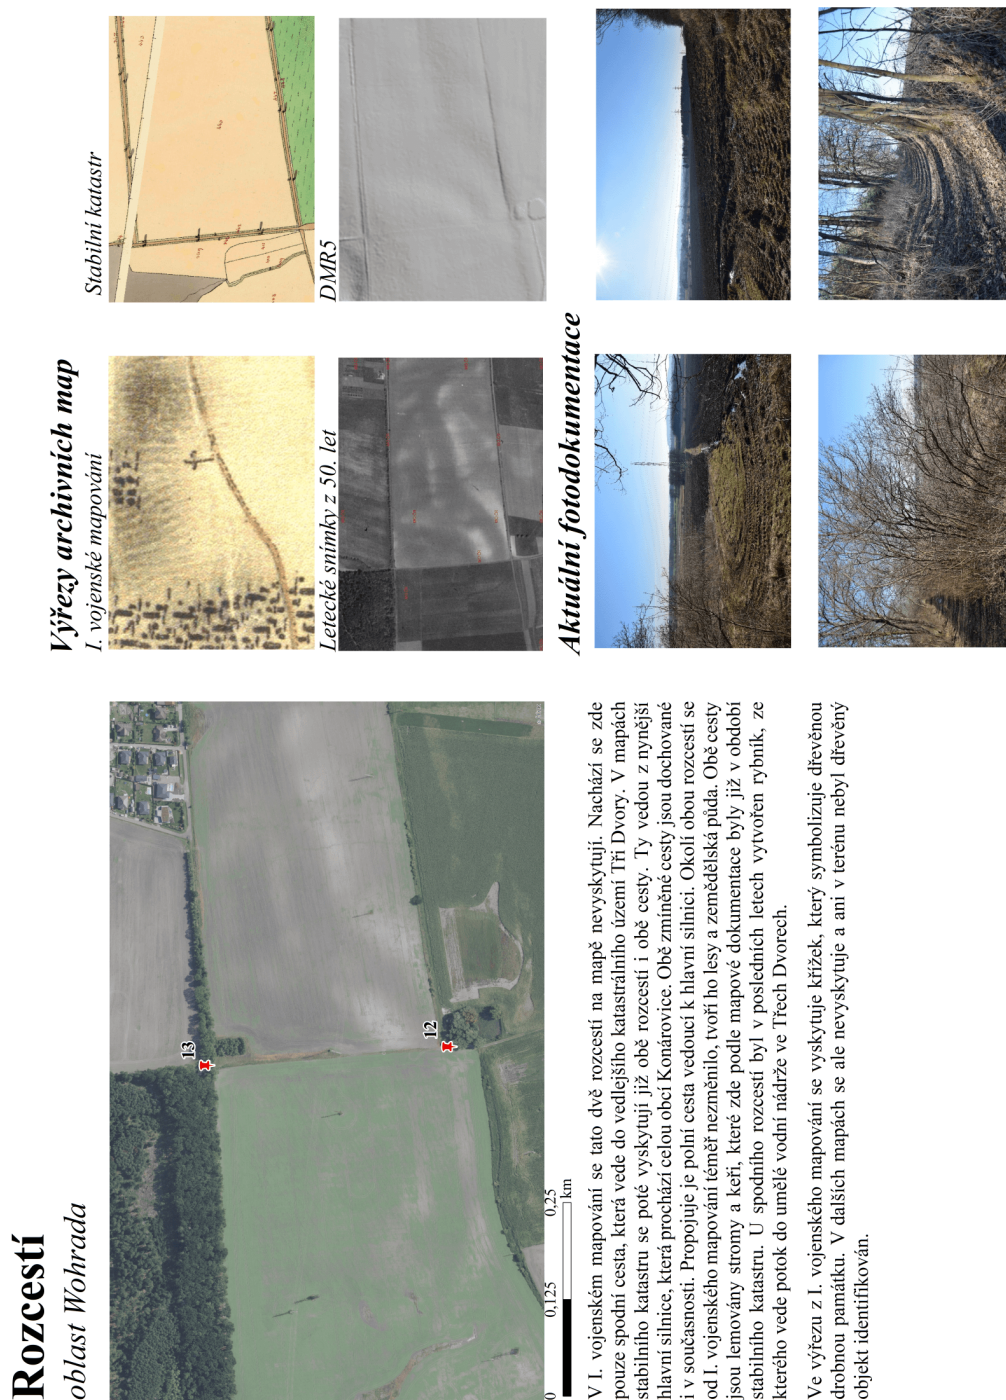 Rozcestí
oblast Wohrada
13
12
0
0,125
0,25
km
V I. vojenském mapování se tato dvě rozcestí na mapě nevyskytují. Nachází se zde
pouze spodní cesta, která vede do vedlejšího katastrálního území Tři Dvory. V mapách
stabilního katastru se poté vyskytují již obě rozcestí i obě cesty. Ty vedou z nynější
hlavní silnice, která prochází celou obcí Konárovice. Obě zmíněné cesty jsou dochované
i v současnosti. Propojuje je polní cesta vedoucí k hlavní silnici. Okolí obou rozcestí se
od I. vojenského mapování téměř nezměnilo, tvoří ho lesy a zemědělská půda. Obě cesty
jsou lemovány stromy a keři, které zde podle mapové dokumentace byly již v období
stabilního katastru. U spodního rozcestí byl v posledních letech vytvořen rybník, ze
kterého vede potok do umělé vodní nádrže ve Třech Dvorech.
Ve výřezu z I. vojenského mapování se vyskytuje křížek, který symbolizuje dřevěnou
drobnou památku. V dalších mapách se ale nevyskytuje a ani v terénu nebyl dřevěný
objekt identifikován.
Výřezy archivních map
I. vojenské mapování
Stabilní katastr
Letecké snímky z 50. let
DMR5
Aktuální fotodokumentace